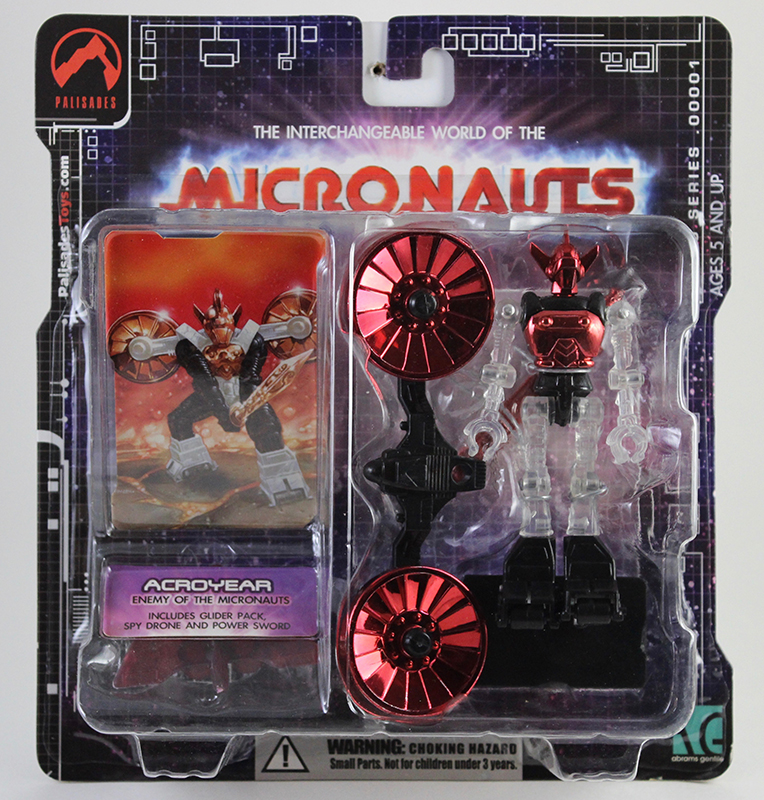 PALISADES
THE INTERCHANGEABLE WORLD OF THE
MICRONAUTS
SERIES .00001
AGES 5 AND UP
PalisadesToys.com
ACROYEAR
ENEMY OF THE MICRONAUTS
INCLUDES GLIDER PACK,
SPY DRONE AND POWER SWORD
WARNING: CHOKING HAZARD
Small Parts. Not for children under 3 years.
abrams gentile